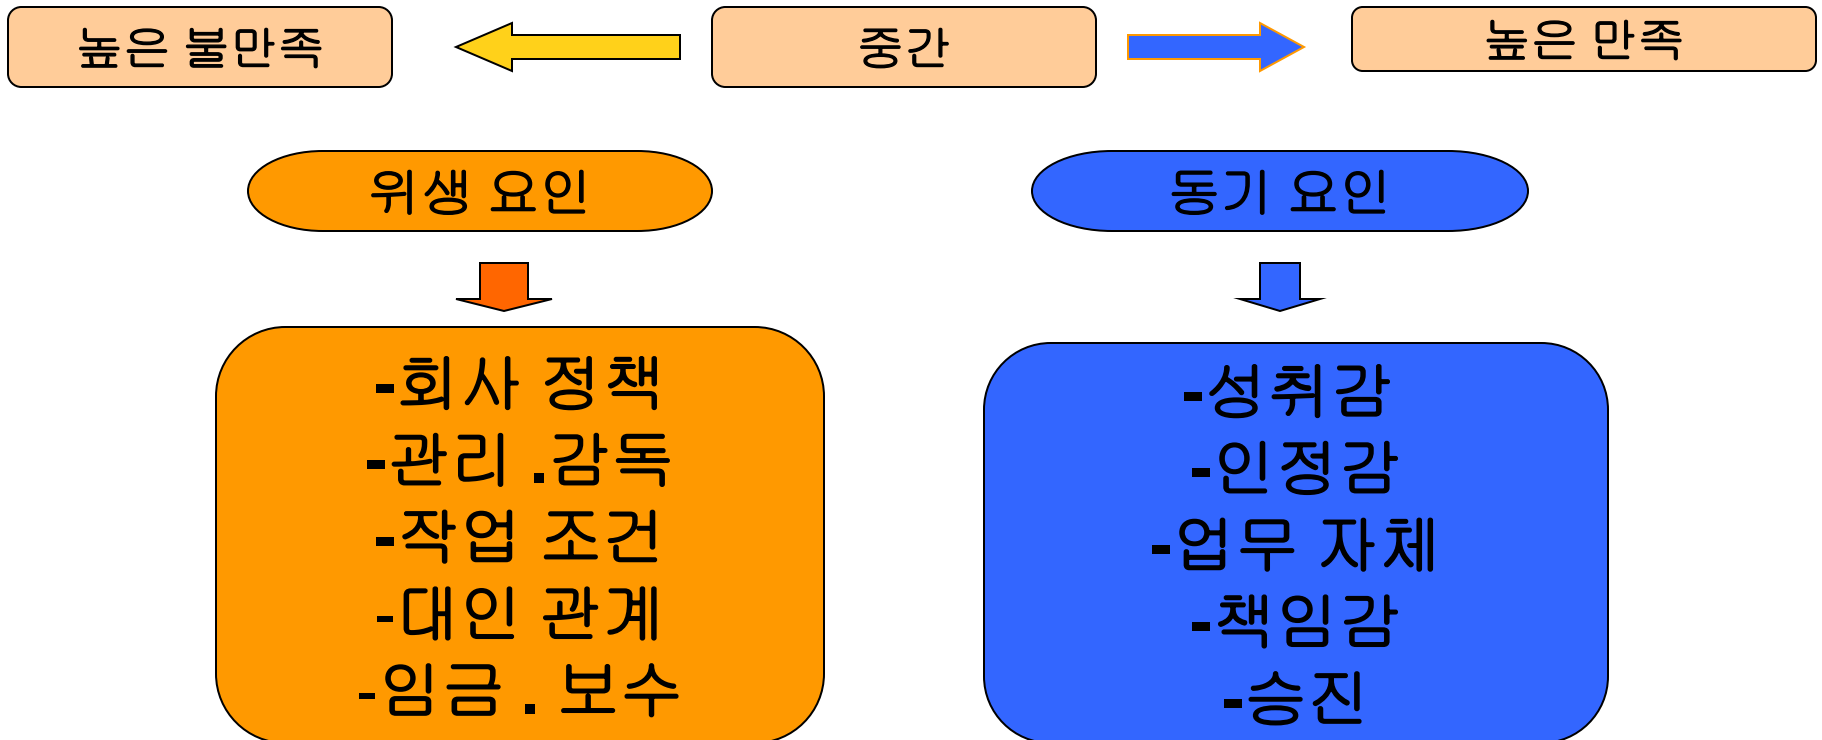 높은 불만족
중간
높은 만족
위생 요인
동기 요인
-회사 정책
-관리 .감독
-작업 조건
-대인 관계
-임금 . 보수
-성취감
-인정감
-업무 자체
-책임감
-승진